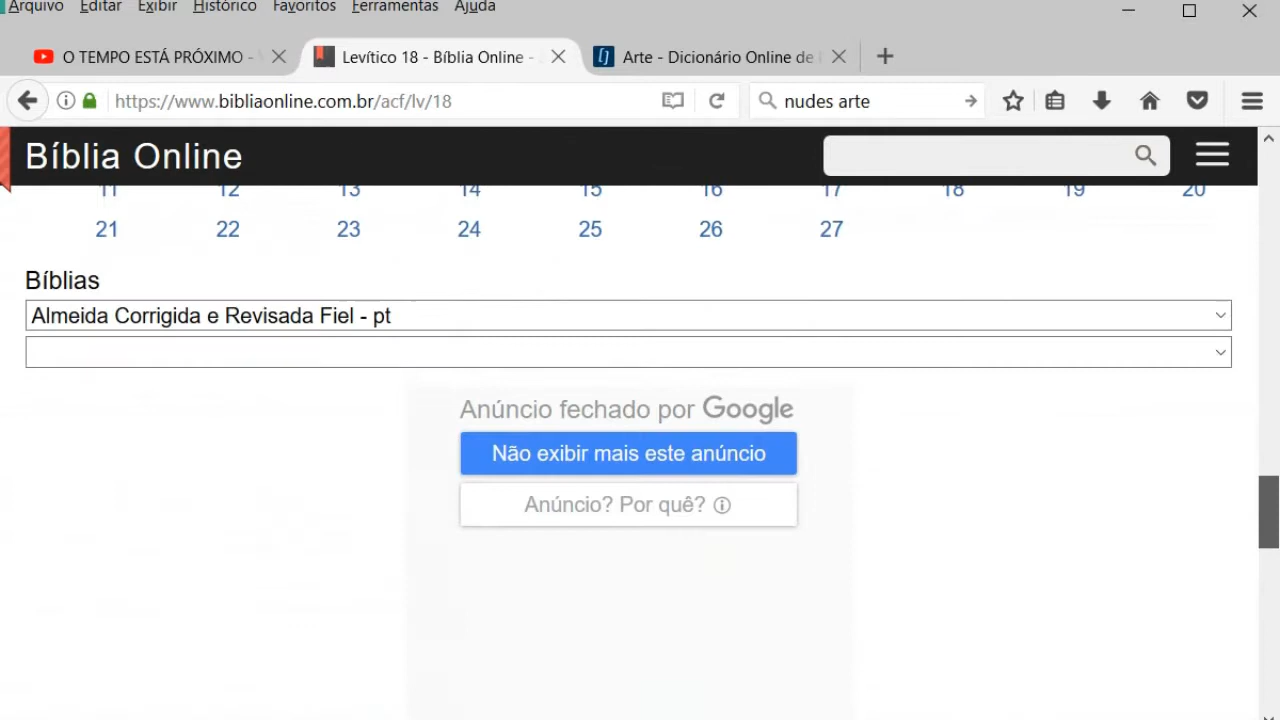 Arquivo Editar Exibir Histórico Favoritos Ferramentas Ajuda
O TEMPO ESTÁ PRÓXIMO - Levítico 18 - Bíblia Online - Arte - Dicionário Online de
https://www.bibliaonline.com.br/acf/lv/18 nudes arte
Bíblia Online
11 12 13 14 15 16 17 18 19 20
21 22 23 24 25 26 27
Bíblias
Almeida Corrigida e Revisada Fiel - pt
Anúncio fechado por Google
Não exibir mais este anúncio
Anúncio? Por quê?